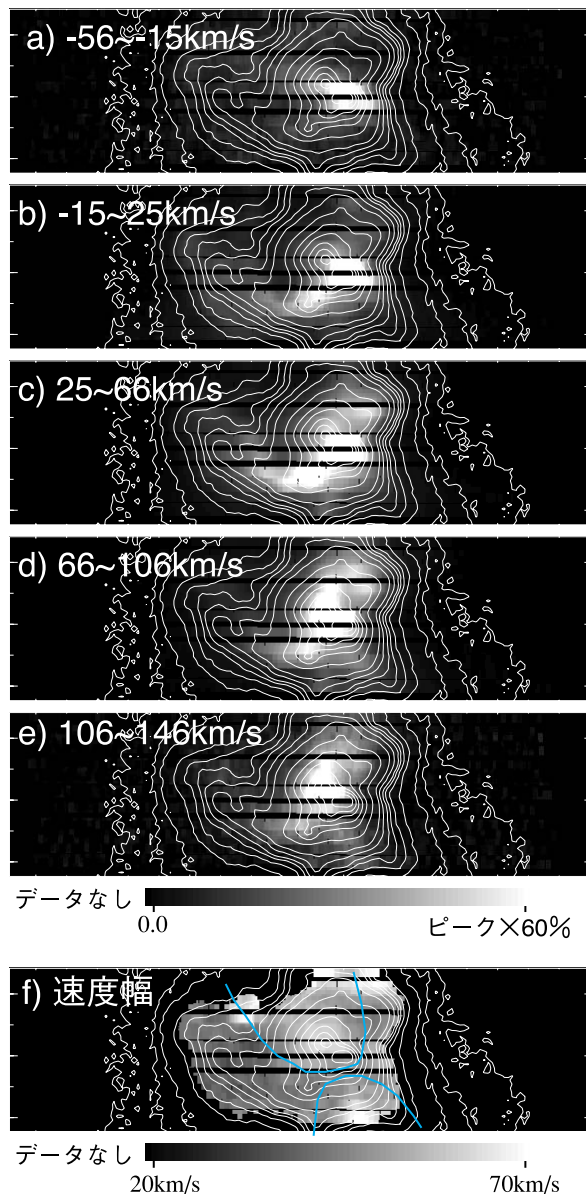 a) -56~-15km/s
b) -15~25km/s
c) 25~66km/s
d) 66~106km/s
e) 106~146km/s
データなし
0.0
ピーク×60%
f) 速度幅
データなし
20km/s
70km/s